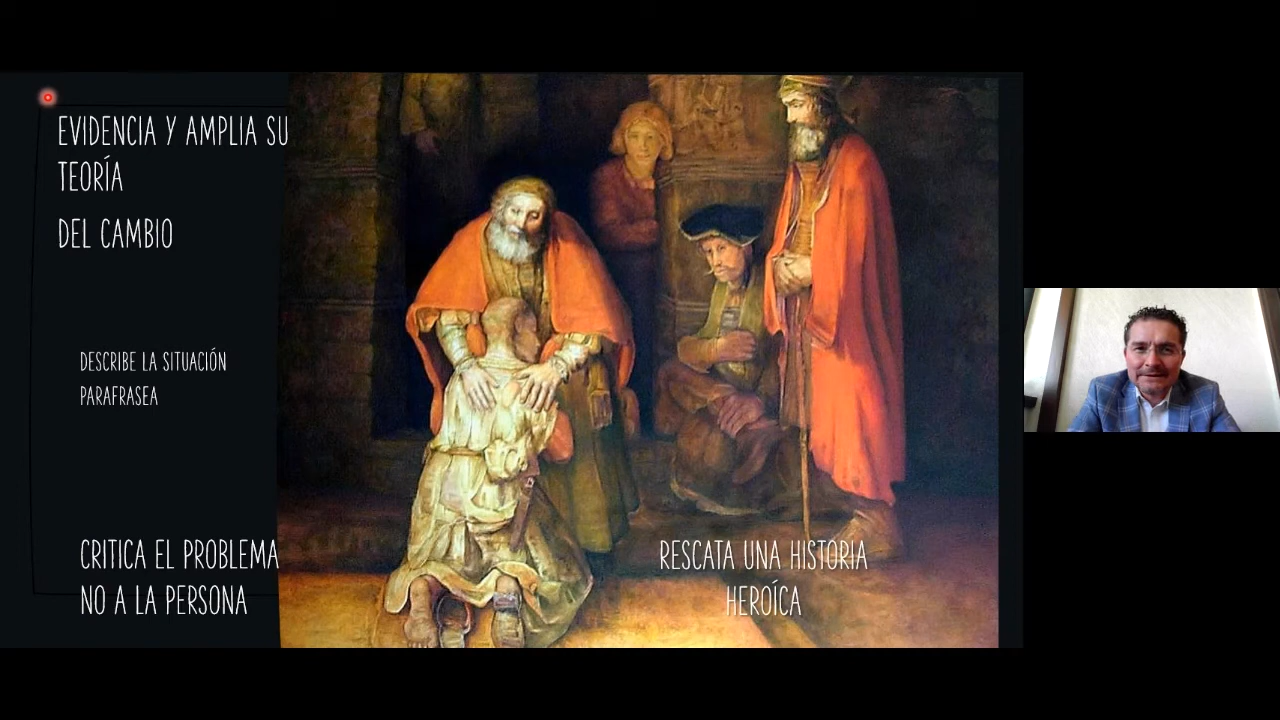 EVIDENCIA Y AMPLIA SU
TEORÍA
DEL CAMBIO
DESCRIBE LA SITUACIÓN
PARAFRASEA
CRITICA EL PROBLEMA
NO A LA PERSONA
RESCATA UNA HISTORIA
HEROÍCA